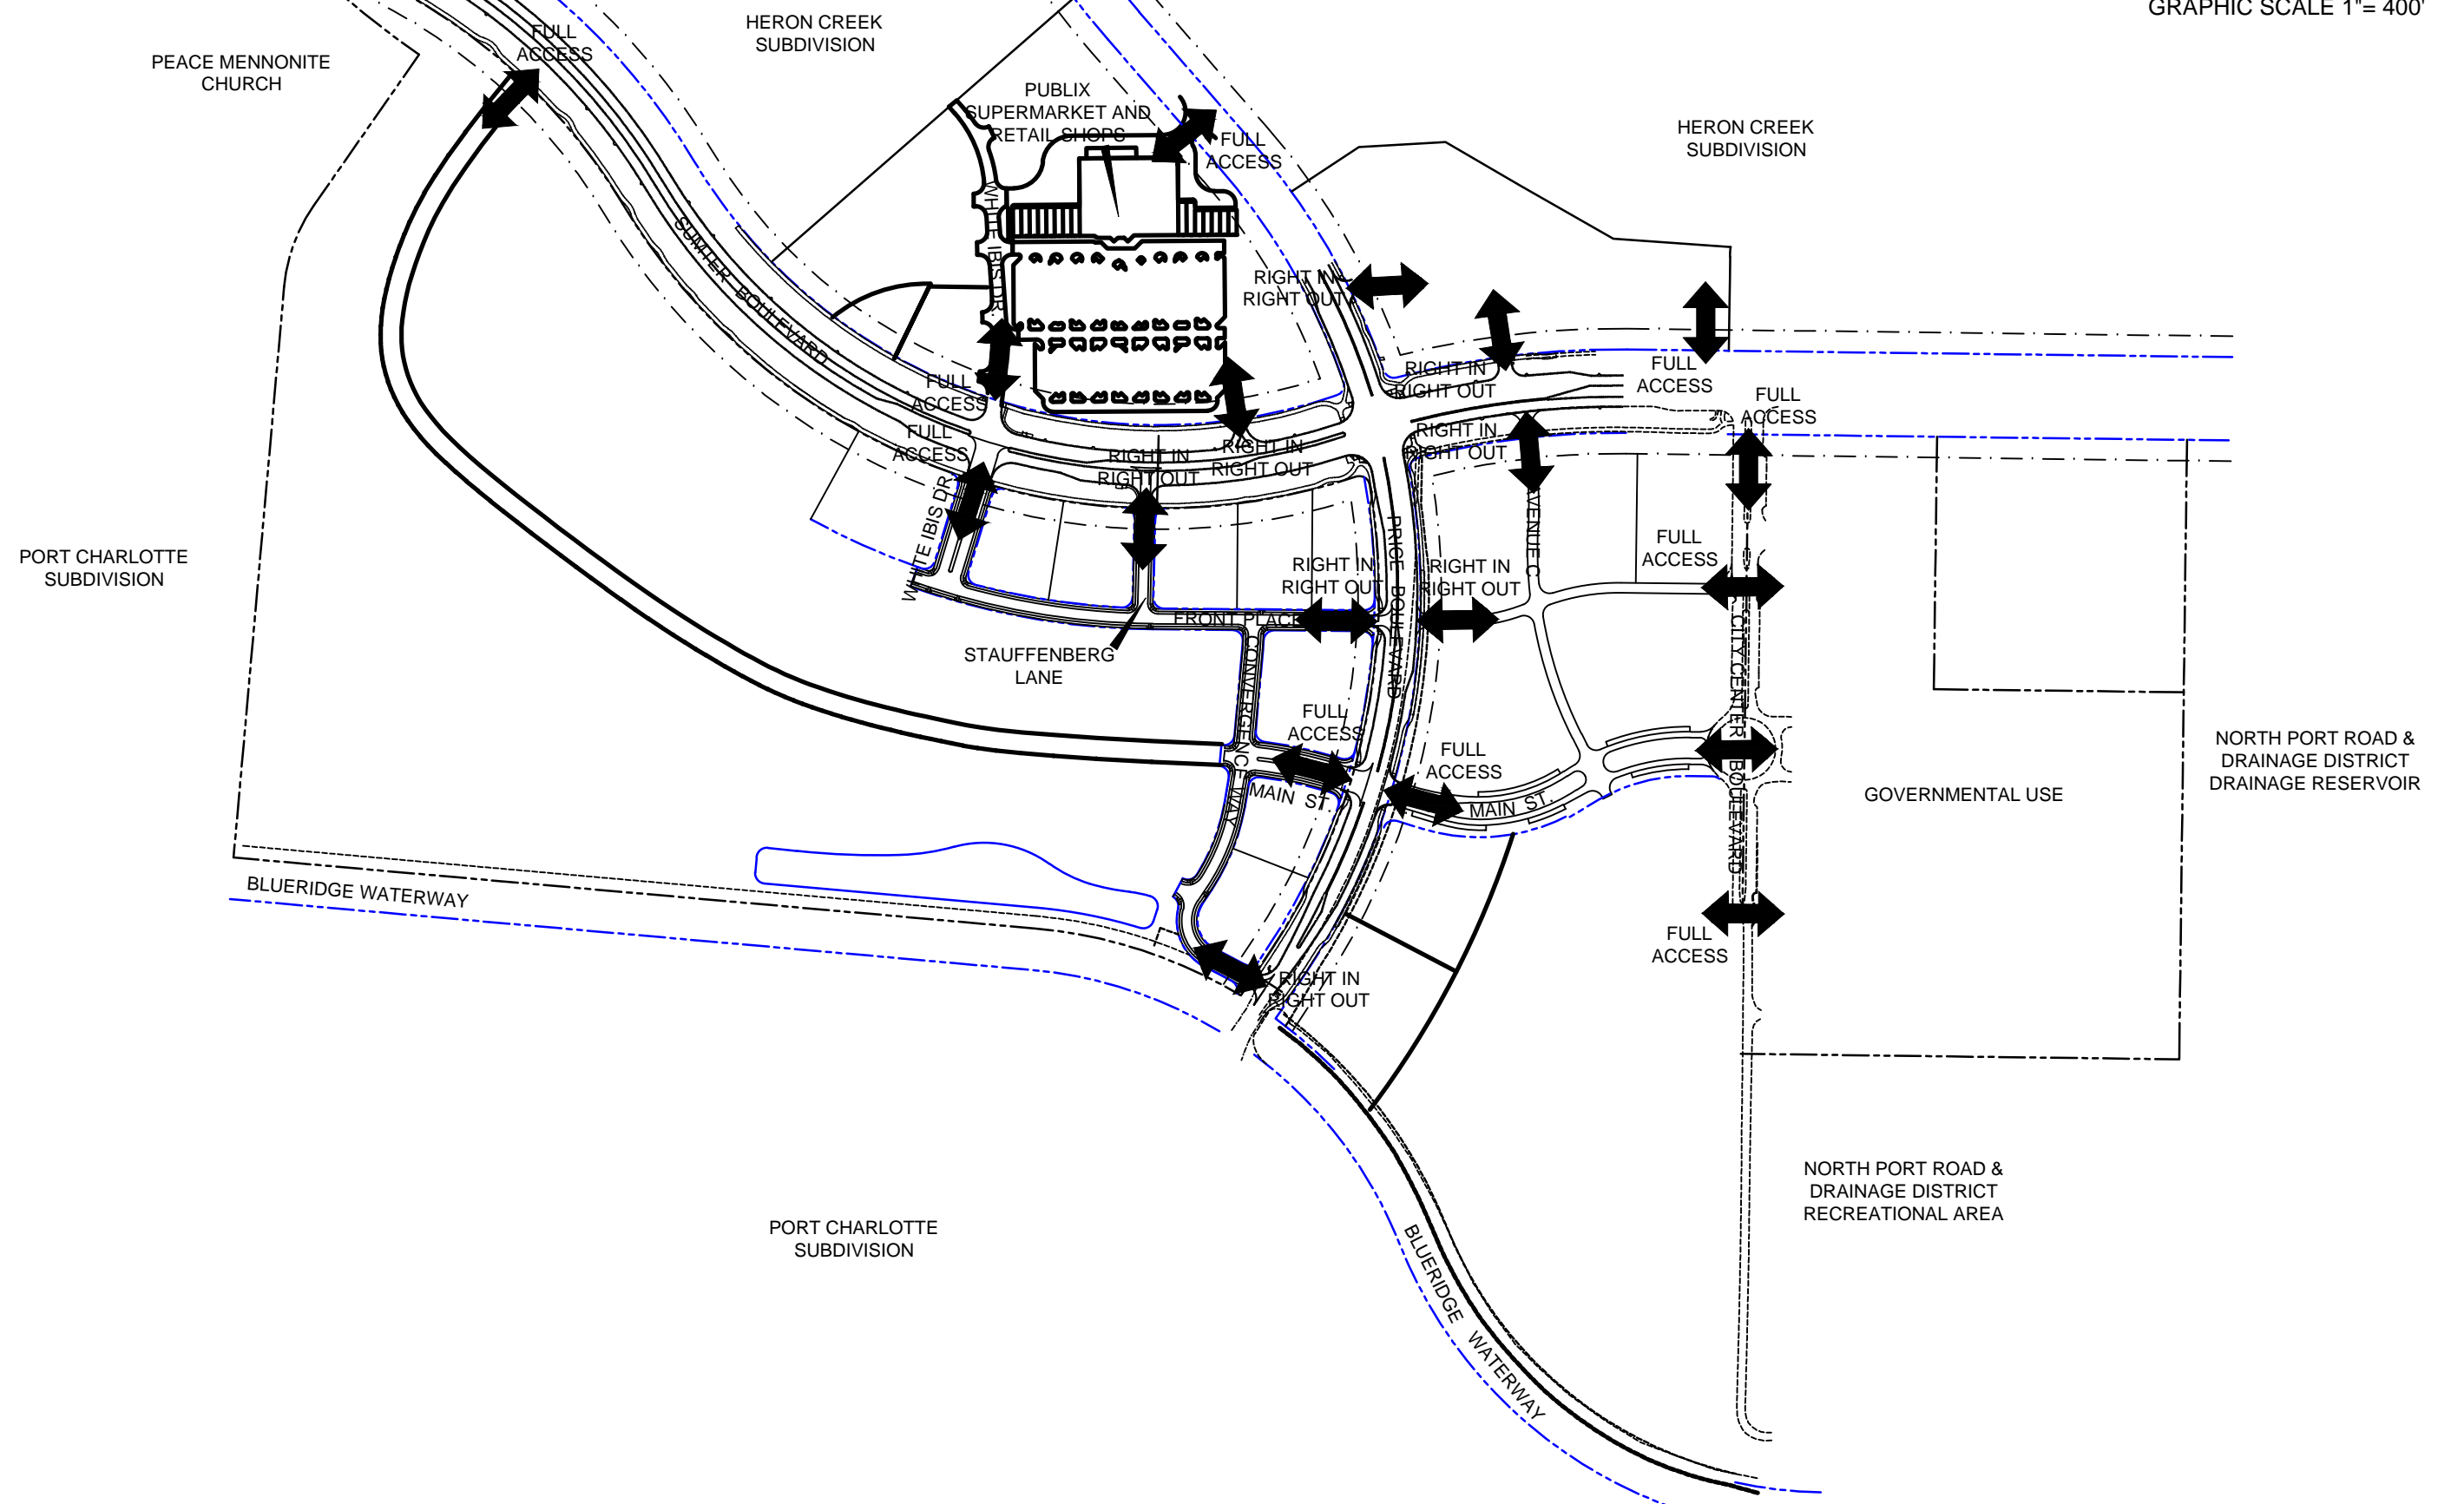 GRAPHIC SCALE 1"= 400'
HERON CREEK
SUBDIVISION
FULL
ACCESS
PEACE MENNONITE
CHURCH
PUBLIX
SUPERMARKET AND
RETAIL SHOPS
FULL
ACCESS
HERON CREEK
SUBDIVISION
WHITE IBIS DR.
SUMTER BOULEVARD
RIGHT IN
RIGHT OUT
FULL
ACCESS
RIGHT IN
RIGHT OUT
FULL
ACCESS
FULL
ACCESS
FULL
ACCESS
RIGHT IN
RIGHT OUT
RIGHT IN
RIGHT OUT
RIGHT IN
RIGHT OUT
WHITE IBIS DR.
PRICE BOULEVARD
AVENUE C
FULL
ACCESS
PORT CHARLOTTE
SUBDIVISION
RIGHT IN
RIGHT OUT
RIGHT IN
RIGHT OUT
FRONT PLACE
STAUFFENBERG
LANE
CONVERGENCE WAY
CITY CENTER BOULEVARD
FULL
ACCESS
FULL
ACCESS
NORTH PORT ROAD &
DRAINAGE DISTRICT
DRAINAGE RESERVOIR
MAIN ST.
MAIN ST.
GOVERNMENTAL USE
BLUERIDGE WATERWAY
FULL
ACCESS
RIGHT IN
RIGHT OUT
NORTH PORT ROAD &
DRAINAGE DISTRICT
RECREATIONAL AREA
PORT CHARLOTTE
SUBDIVISION
BLUERIDGE WATERWAY